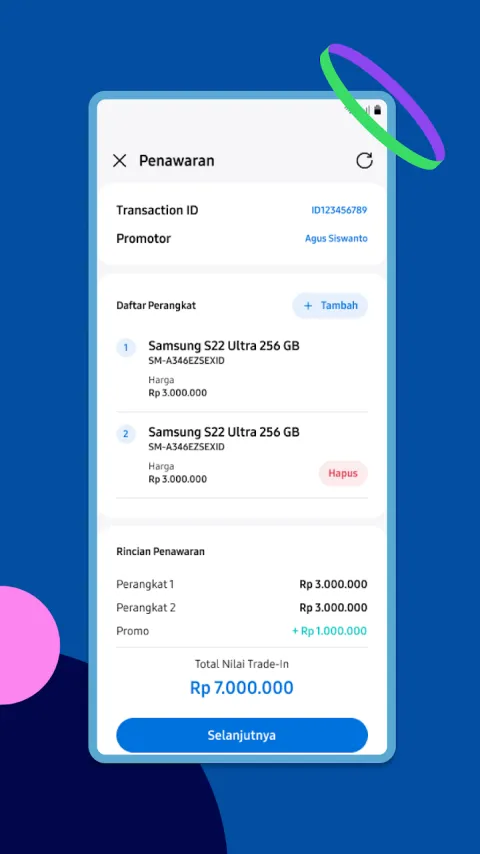 Penawaran
Transaction ID ID123456789
Promotor Agus Siswanto
Daftar Perangkat + Tambah
1 Samsung S22 Ultra 256 GB
SM-A346EZSEXID
Harga
Rp 3.000.000
2 Samsung S22 Ultra 256 GB
SM-A346EZSEXID
Harga
Rp 3.000.000 Hapus
Rincian Penawaran
Perangkat 1 Rp 3.000.000
Perangkat 2 Rp 3.000.000
Promo + Rp 1.000.000
Total Nilai Trade-In
Rp 7.000.000
Selanjutnya